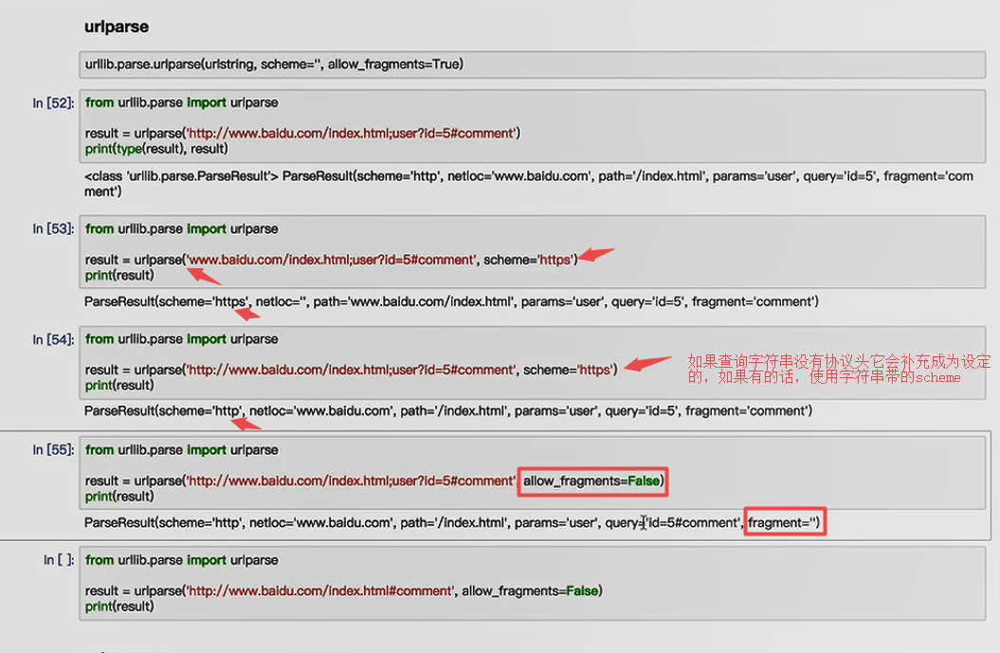 urlparse
urllib.parse.urlparse(urlstring, scheme='', allow_fragments=True)
In [52]:
from urllib.parse import urlparse
result = urlparse('http://www.baidu.com/index.html;user?id=5#comment')
print(type(result), result)
<class 'urllib.parse.ParseResult'> ParseResult(scheme='http', netloc='www.baidu.com', path='/index.html', params='user', query='id=5', fragment='com
ment')
In [53]:
from urllib.parse import urlparse
result = urlparse('www.baidu.com/index.html;user?id=5#comment', scheme='https')
print(result)
ParseResult(scheme='https', netloc='', path='www.baidu.com/index.html', params='user', query='id=5', fragment='comment')
In [54]:
from urllib.parse import urlparse
result = urlparse('http://www.baidu.com/index.html;user?id=5#comment', scheme='https')
print(result)
如果查询字符串没有协议头它会补充成为设定
的，如果有的话，使用字符串带的scheme
ParseResult(scheme='http', netloc='www.baidu.com', path='/index.html', params='user', query='id=5', fragment='comment')
In [55]:
from urllib.parse import urlparse
result = urlparse('http://www.baidu.com/index.html;user?id=5#comment', allow_fragments=False)
print(result)
ParseResult(scheme='http', netloc='www.baidu.com', path='/index.html', params='user', query='id=5#comment', fragment='')
In [ ]:
from urllib.parse import urlparse
result = urlparse('http://www.baidu.com/index.html#comment', allow_fragments=False)
print(result)